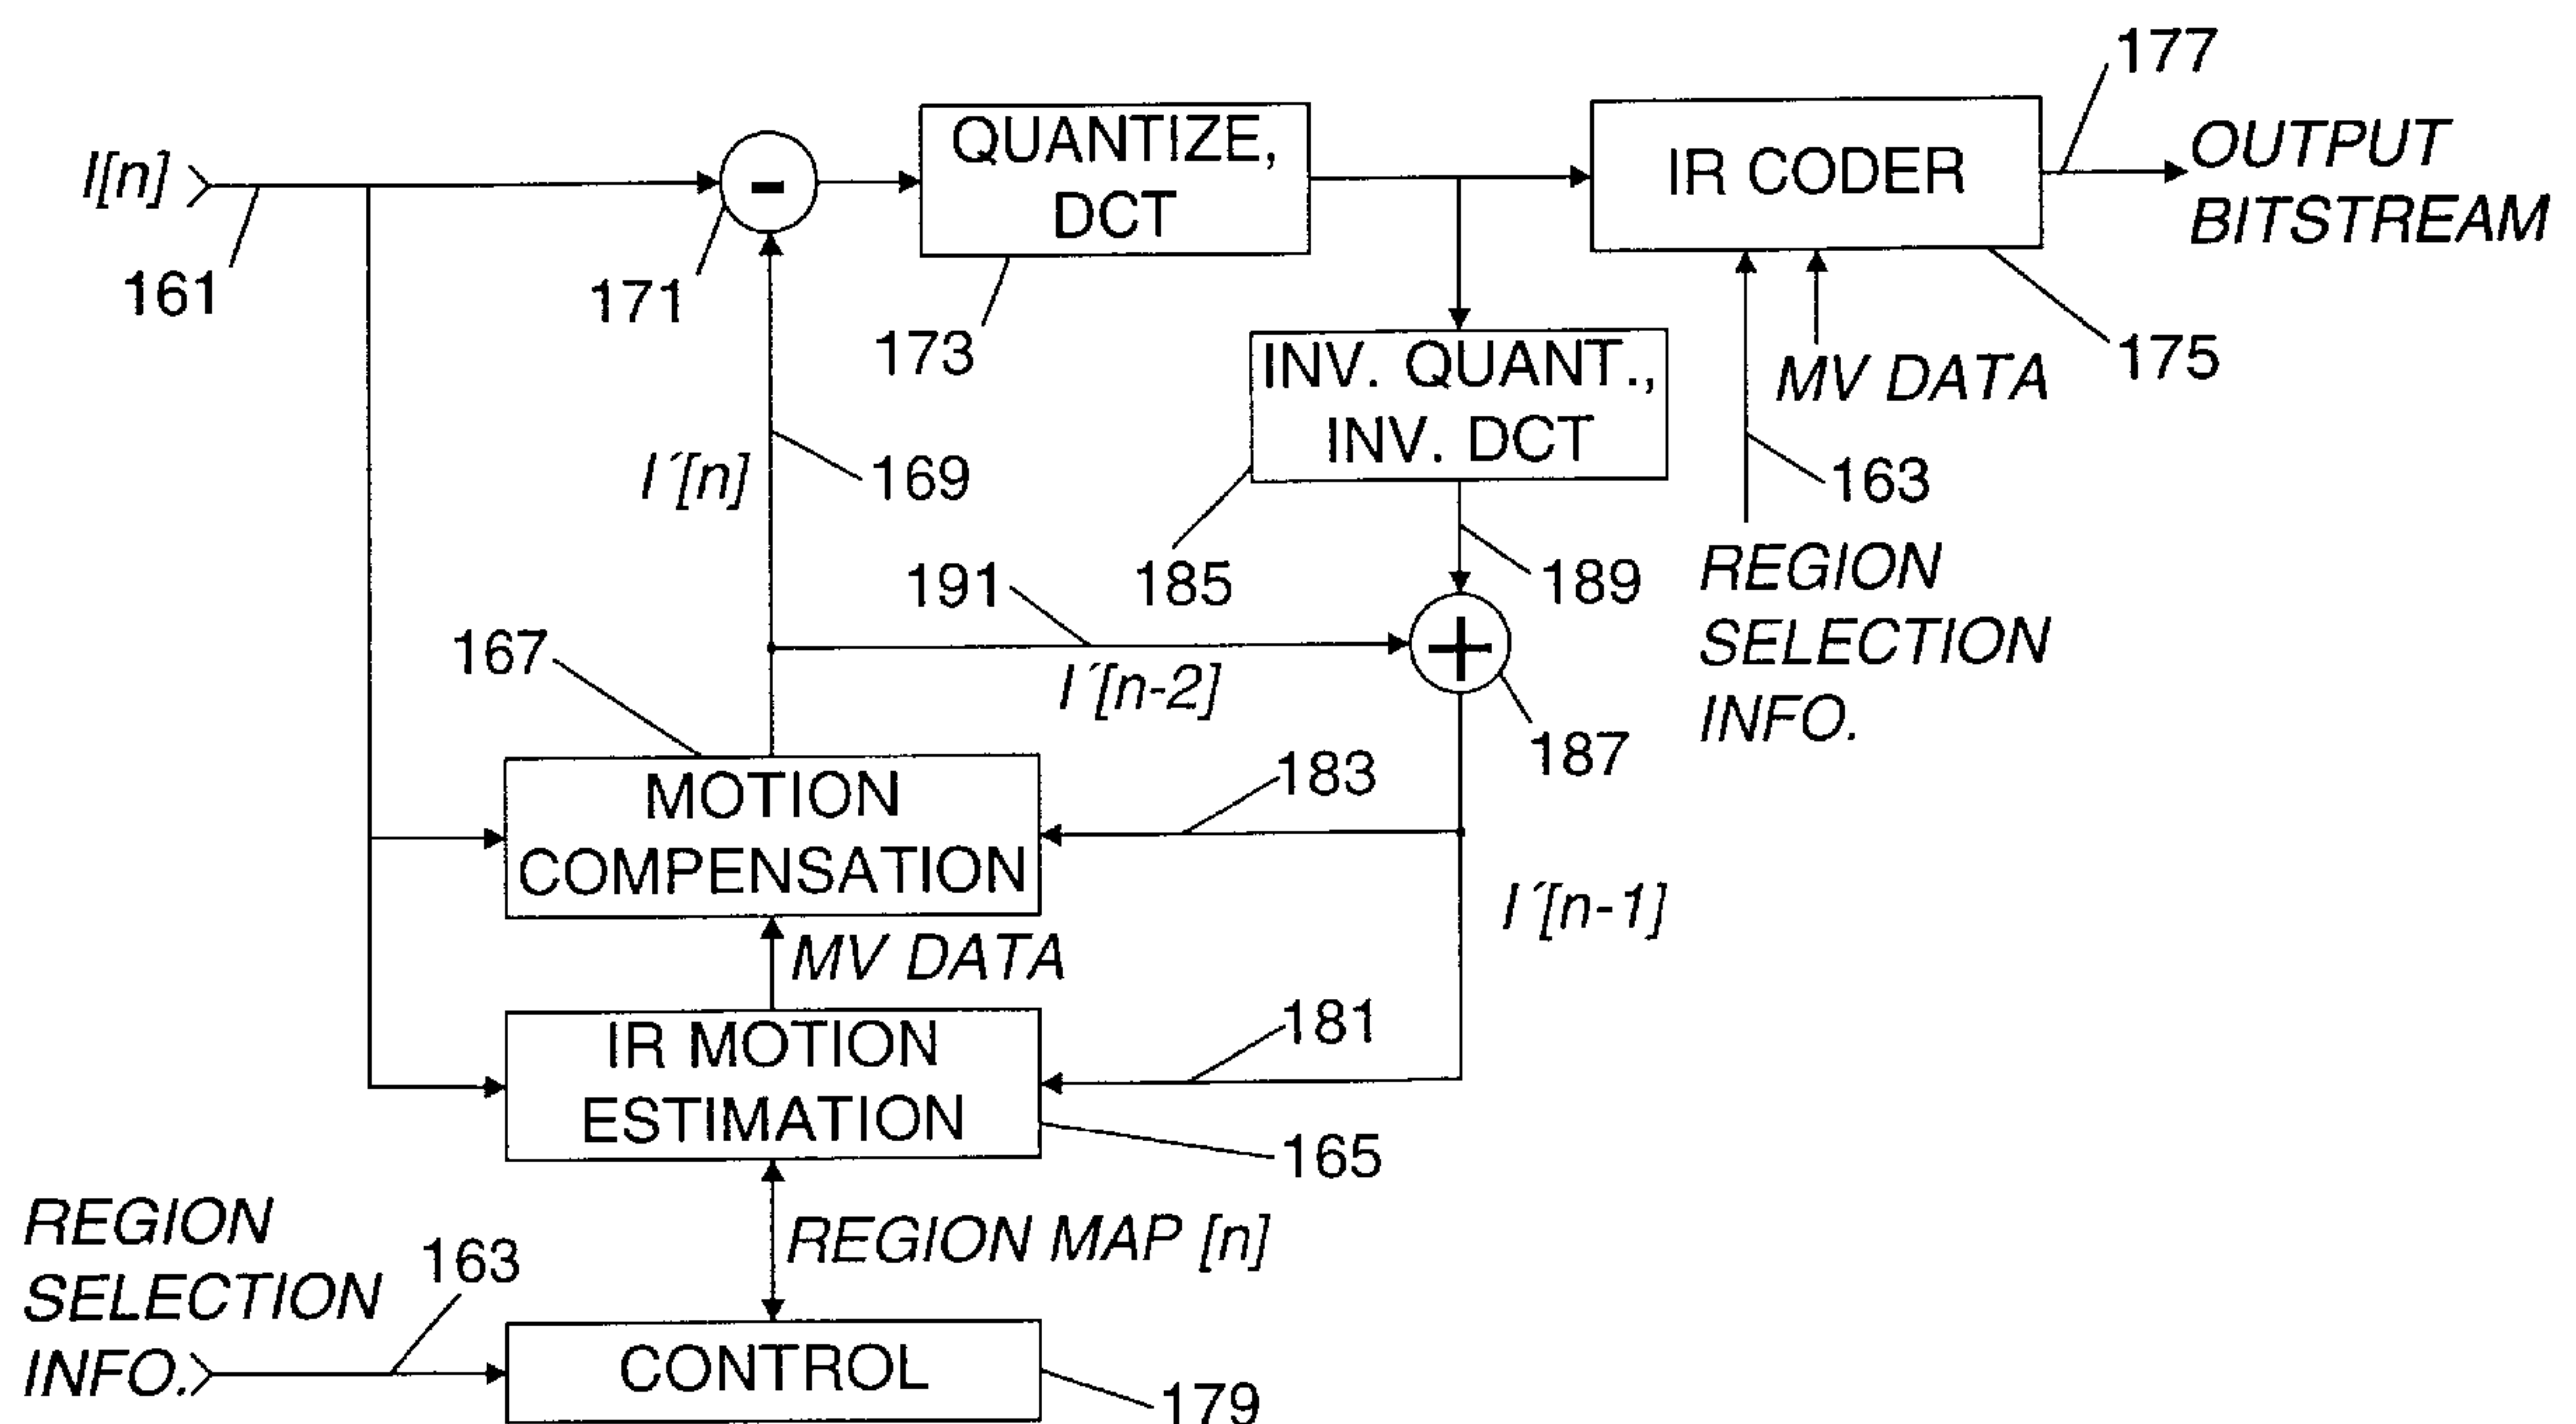 177
I[n]
161
171
QUANTIZE,
DCT
173
IR CODER
OUTPUT
BITSTREAM
175
MV DATA
163
REGION
SELECTION
INFO.
INV. QUANT.,
INV. DCT
185
189
I´[n]
169
191
I´[n-2]
187
167
MOTION
COMPENSATION
183
I´[n-1]
MV DATA
IR MOTION
ESTIMATION
181
165
REGION MAP [n]
REGION
SELECTION
INFO.
163
CONTROL
179